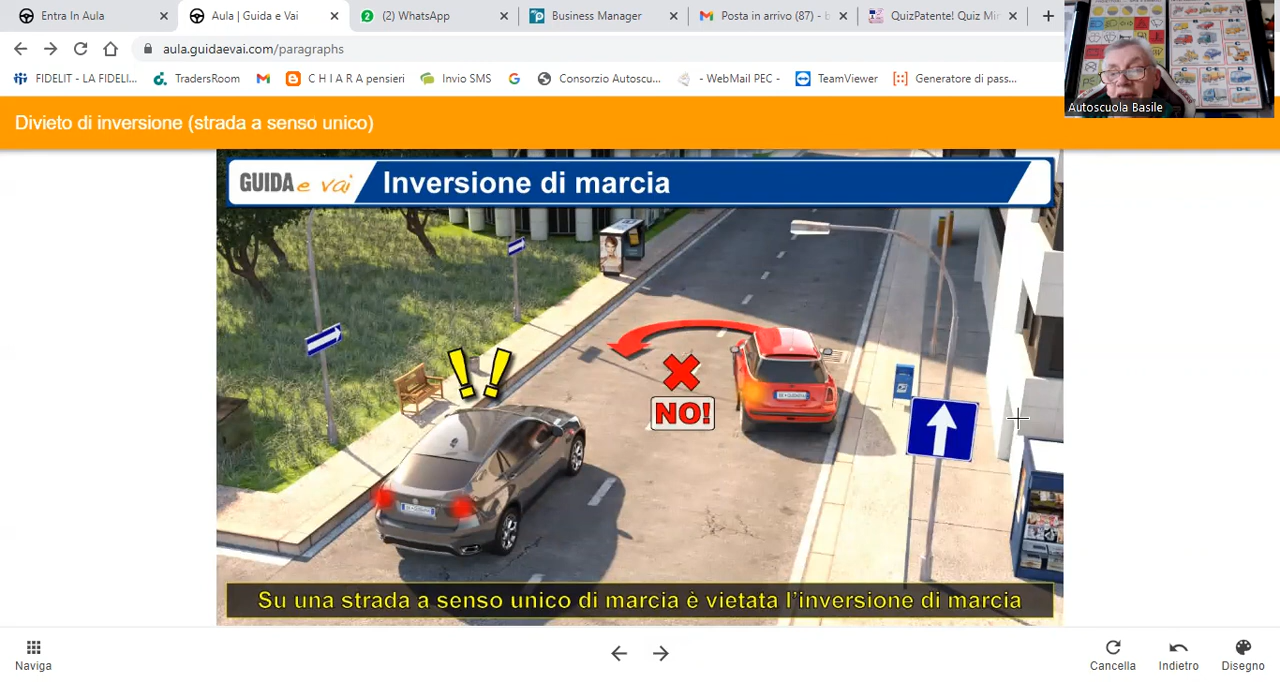 Entra In Aula
Aula | Guida e Vai
(2) WhatsApp
Business Manager
Posta in arrivo (87) - b
QuizPatente! Quiz Min
aula.guidaevai.com/paragraphs
FIDELIT - LA FIDELI...
TradersRoom
C H I A R A pensieri
Invio SMS
Consorzio Autoscu...
- WebMail PEC -
TeamViewer
Generatore di pass...
Autoscuola Basile
Divieto di inversione (strada a senso unico)
GUIDA e vai
Inversione di marcia
NO!
Su una strada a senso unico di marcia è vietata l'inversione di marcia
Naviga
Cancella
Indietro
Disegno